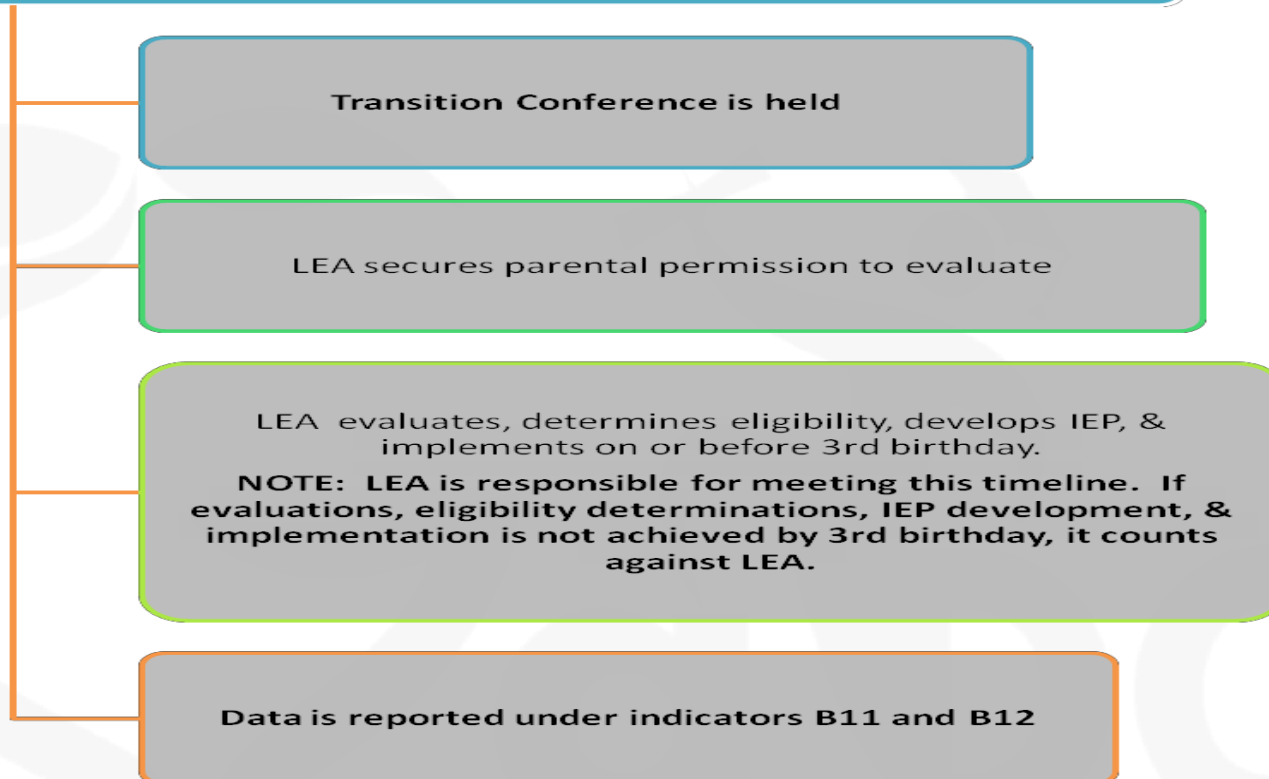 Transition Conference is held
LEA secures parental permission to evaluate
LEA  evaluates, determines eligibility, develops IEP, &
implements on or before 3rd birthday.
NOTE:  LEA is responsible for meeting this timeline.  If
evaluations, eligibility determinations, IEP development, &
implementation is not achieved by 3rd birthday, it counts
against LEA.
Data is reported under indicators B11 and B12